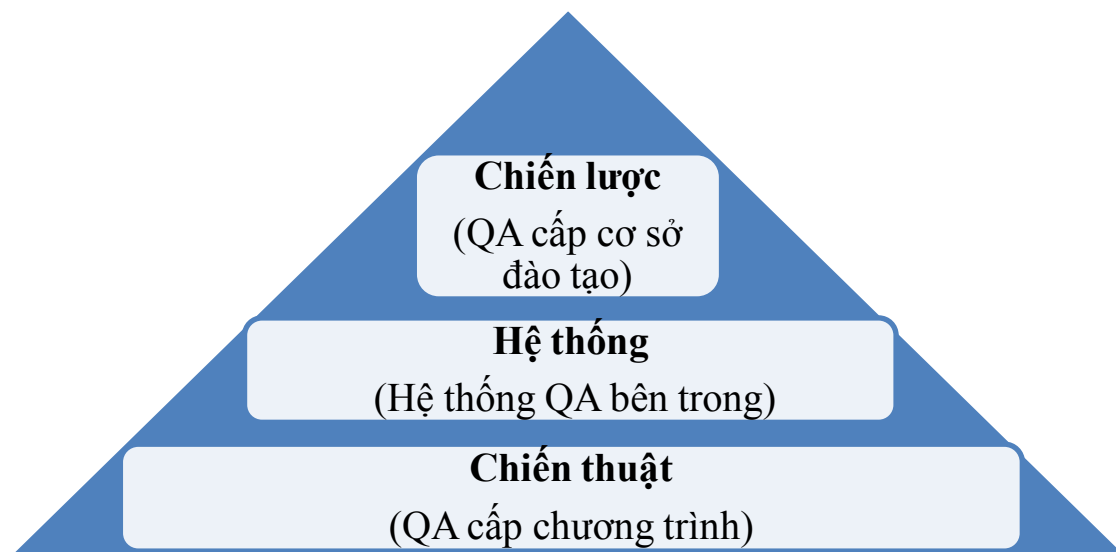 Chiến lược
(QA cấp cơ sở
đào tạo)
Hệ thống
(Hệ thống QA bên trong)
Chiến thuật
(QA cấp chương trình)